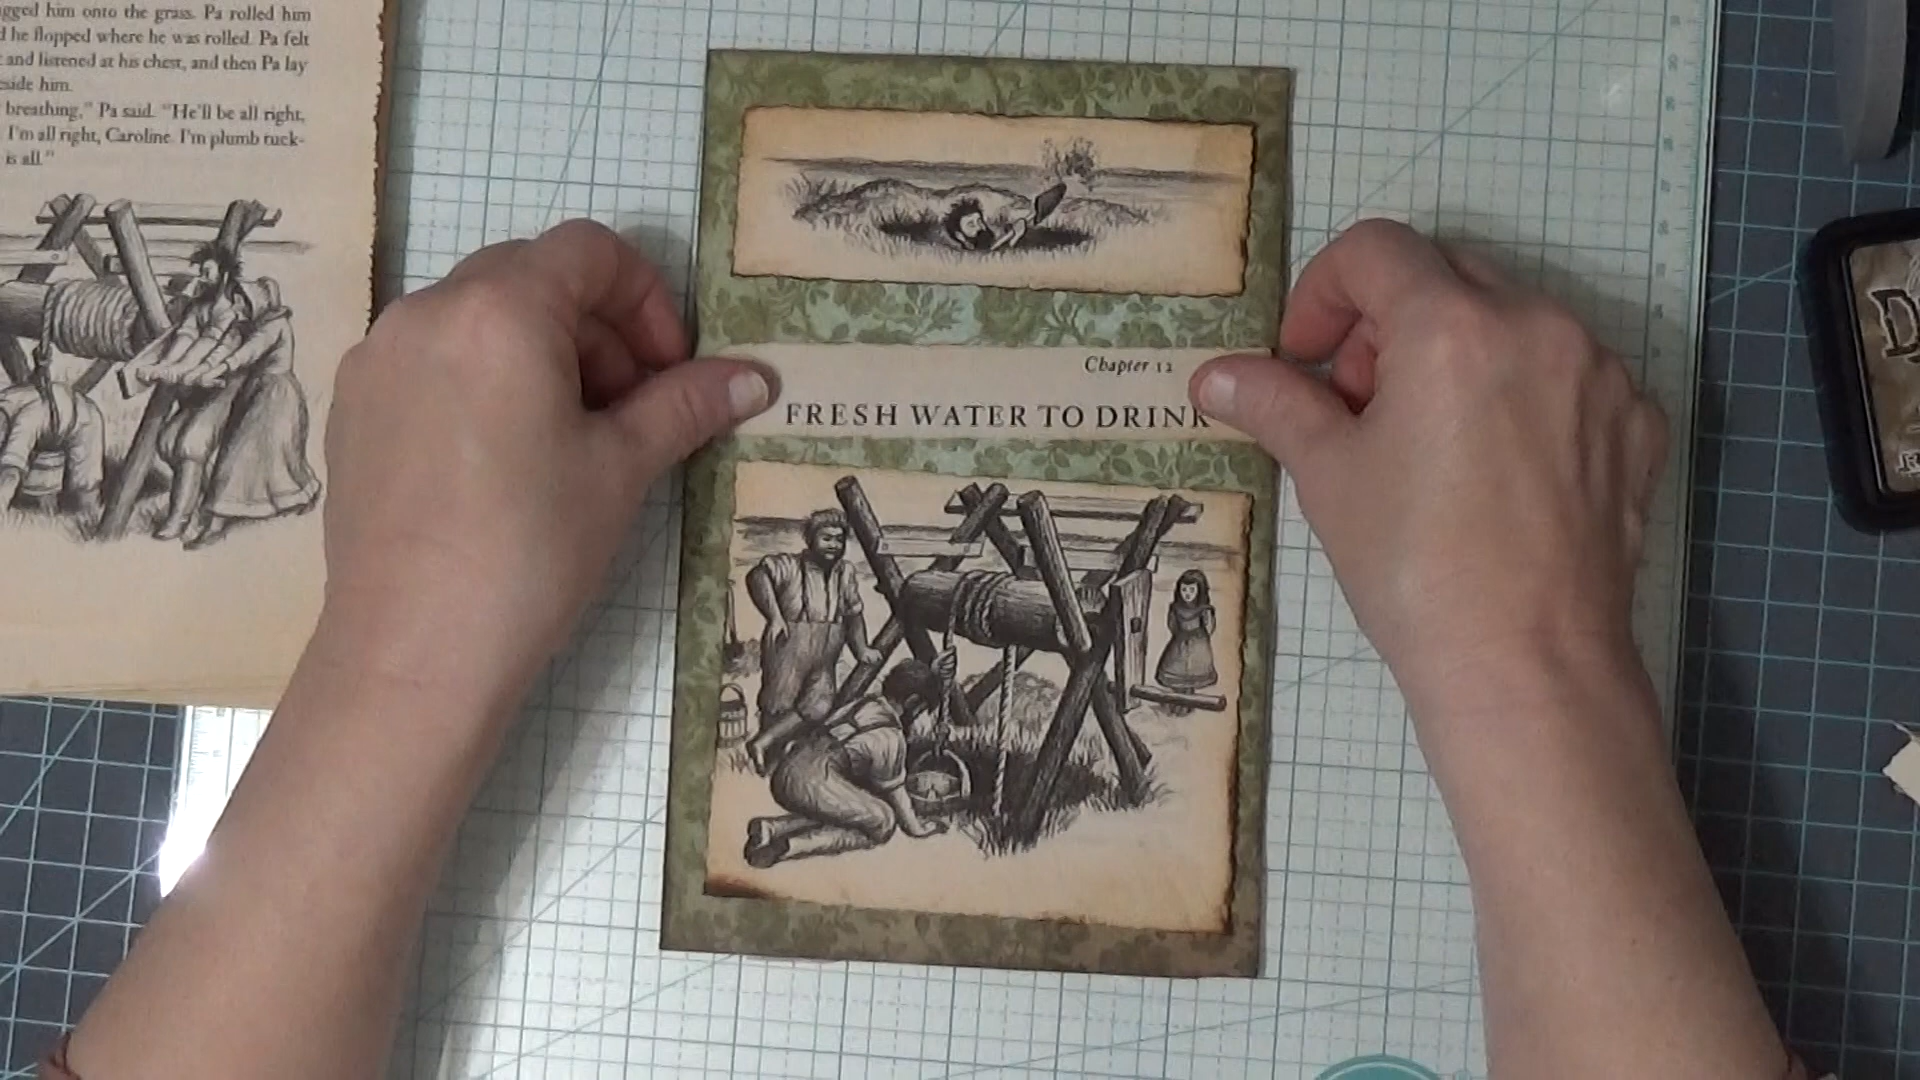 gged him onto the grass. Pa rolled him
d he flopped where he was rolled. Pa felt
and listened at his chest, and then Pa lay
side him.
breathing," Pa said. "He'll be all right,
I'm all right, Caroline. I'm plumb tuck-
is all."
Chapter 12
FRESH WATER TO DRINK